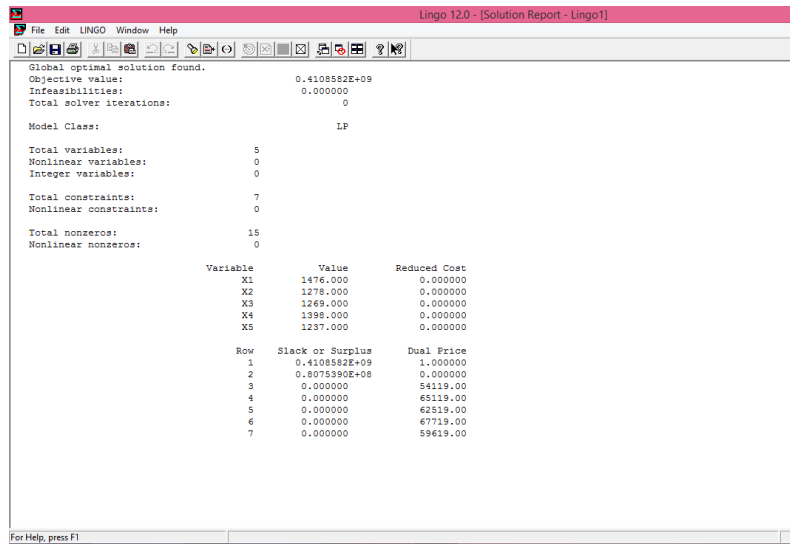 Lingo 12.0 - [Solution Report - Lingo1]
File Edit LINGO Window Help
Global optimal solution found.
Objective value: 0.4108582E+09
Infeasibilities: 0.000000
Total solver iterations: 0
Model Class: LP
Total variables: 5
Nonlinear variables: 0
Integer variables: 0
Total constraints: 7
Nonlinear constraints: 0
Total nonzeros: 15
Nonlinear nonzeros: 0
Variable Value Reduced Cost
X1 1476.000 0.000000
X2 1278.000 0.000000
X3 1269.000 0.000000
X4 1398.000 0.000000
X5 1237.000 0.000000
Row Slack or Surplus Dual Price
1 0.4108582E+09 1.000000
2 0.8075390E+08 0.000000
3 0.000000 54119.00
4 0.000000 65119.00
5 0.000000 62519.00
6 0.000000 67719.00
7 0.000000 59619.00
For Help, press F1